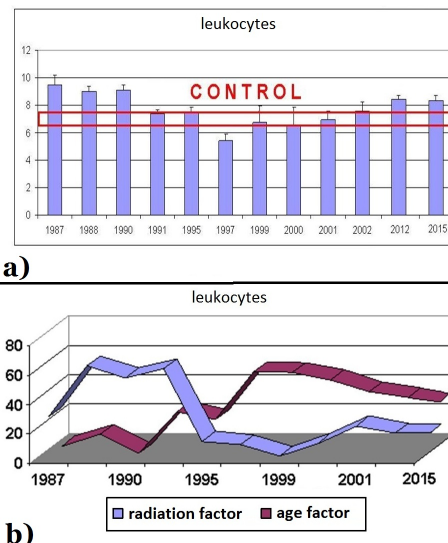 leukocytes
12
10
CONTROL
8
6
4
2
0
1987 1988 1990 1991 1995 1997 1999 2000 2001 2002 2012 2015
a)
leukocytes
80
60
40
20
0
1987 1990 1995 1999 2001 2015
radiation factor age factor
b)